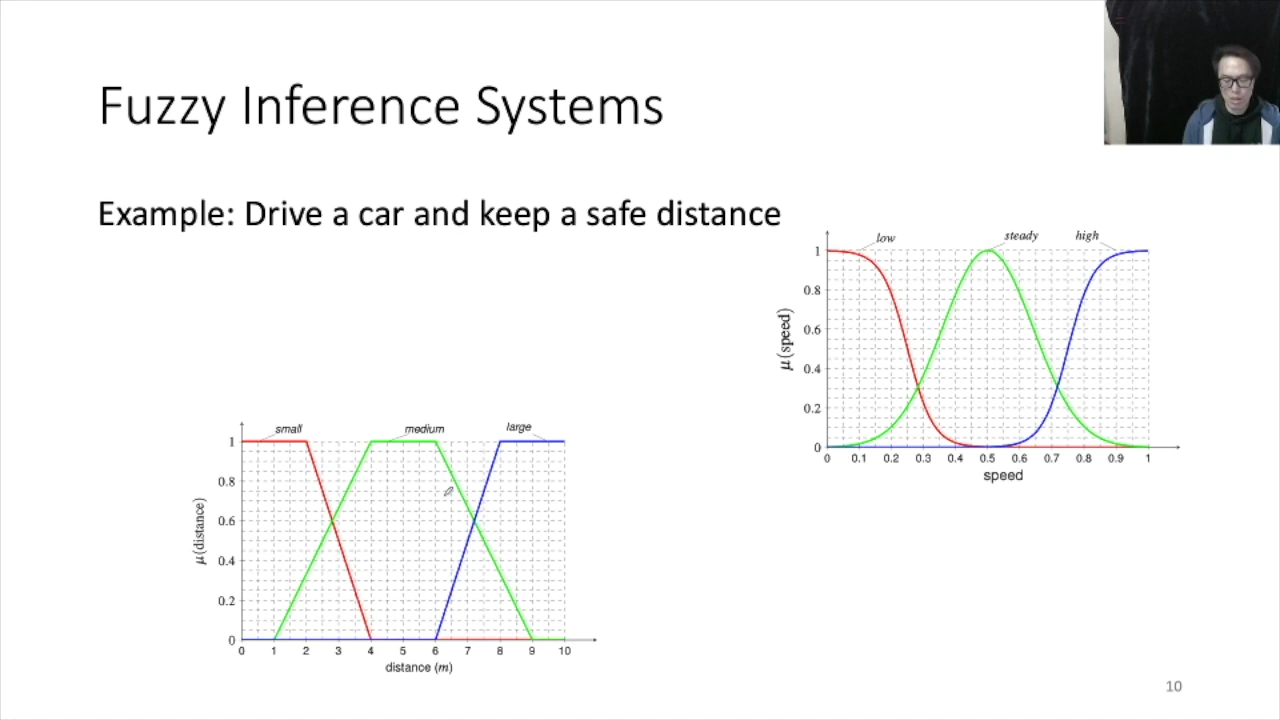 Fuzzy Inference Systems
Example: Drive a car and keep a safe distance
low steady high
1
0.8
0.6
0.4
0.2
0
μ(speed)
0 0.1 0.2 0.3 0.4 0.5 0.6 0.7 0.8 0.9 1
speed
small medium large
1
0.8
0.6
0.4
0.2
0
μ(distance)
0 1 2 3 4 5 6 7 8 9 10
distance (m)
10